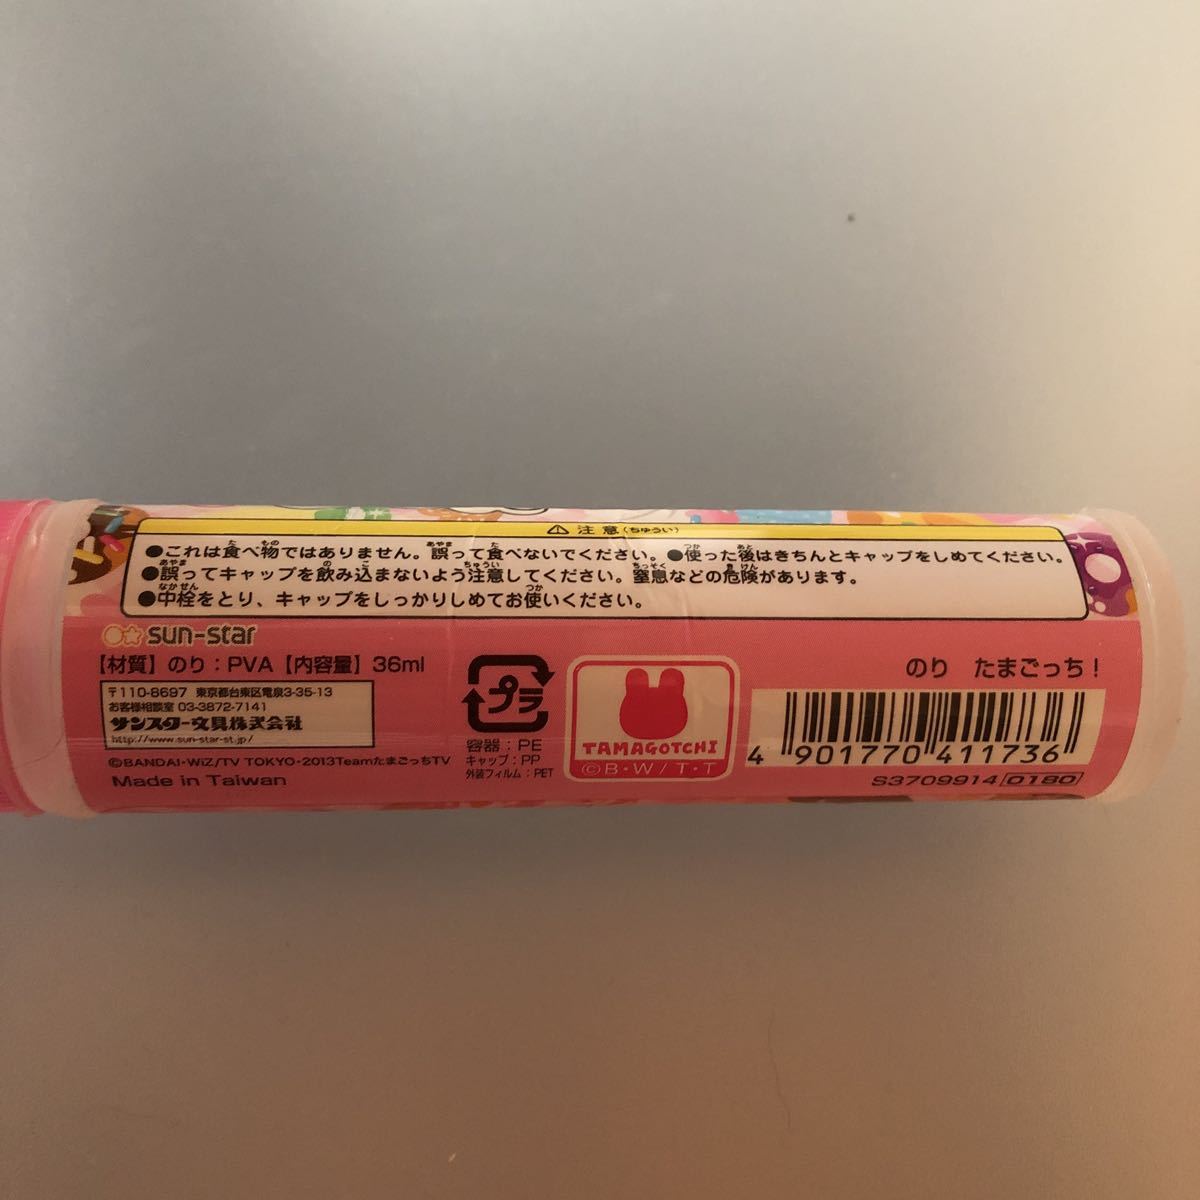 ⚠ 注意(ちゅうい)
●これは食べ物ではありません。誤って食べないでください。●使った後はきちんとキャップをしめてください。
●誤ってキャップを飲み込まないよう注意してください。窒息などの危険があります。
●中栓をとり、キャップをしっかりしめてお使いください。
sun-star
【材質】のり：PVA【内容量】36ml
〒110-8697 東京都台東区竜泉3-35-13
お客様相談室 03-3872-7141
サンスター文具株式会社
http://www.sun-star-st.jp/
©BANDAI・WiZ/TV TOKYO・2013TeamたまごっちTV
Made in Taiwan
プラ
容器：PE
キャップ：PP
外装フィルム：PET
TAMAGOTCHI
©B・W/T・T
のり たまごっち！
4 901770 411736
S3709914 0180